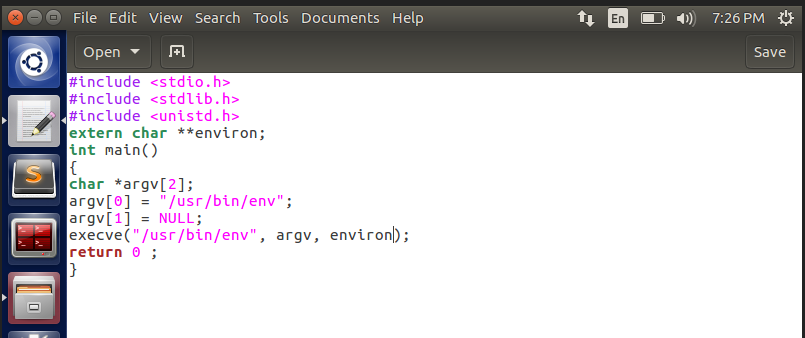 File Edit View Search Tools Documents Help En 7:26 PM
Open Save
#include <stdio.h>
#include <stdlib.h>
#include <unistd.h>
extern char **environ;
int main()
{
char *argv[2];
argv[0] = "/usr/bin/env";
argv[1] = NULL;
execve("/usr/bin/env", argv, environ);
return 0 ;
}